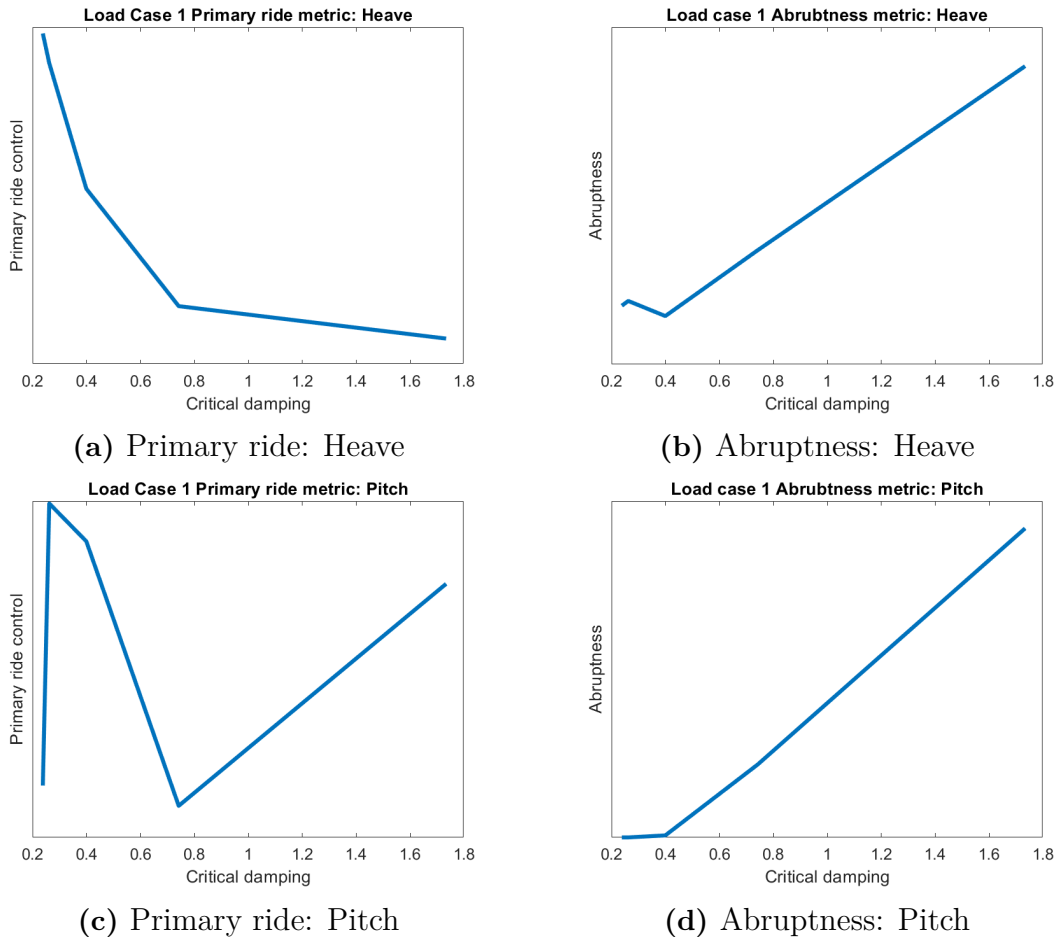 Load Case 1 Primary ride metric: Heave
Primary ride control
0.2 0.4 0.6 0.8 1 1.2 1.4 1.6 1.8
Critical damping
(a) Primary ride: Heave
Load case 1 Abrubtness metric: Heave
Abruptness
0.2 0.4 0.6 0.8 1 1.2 1.4 1.6 1.8
Critical damping
(b) Abruptness: Heave
Load Case 1 Primary ride metric: Pitch
Primary ride control
0.2 0.4 0.6 0.8 1 1.2 1.4 1.6 1.8
Critical damping
(c) Primary ride: Pitch
Load case 1 Abrubtness metric: Pitch
Abruptness
0.2 0.4 0.6 0.8 1 1.2 1.4 1.6 1.8
Critical damping
(d) Abruptness: Pitch